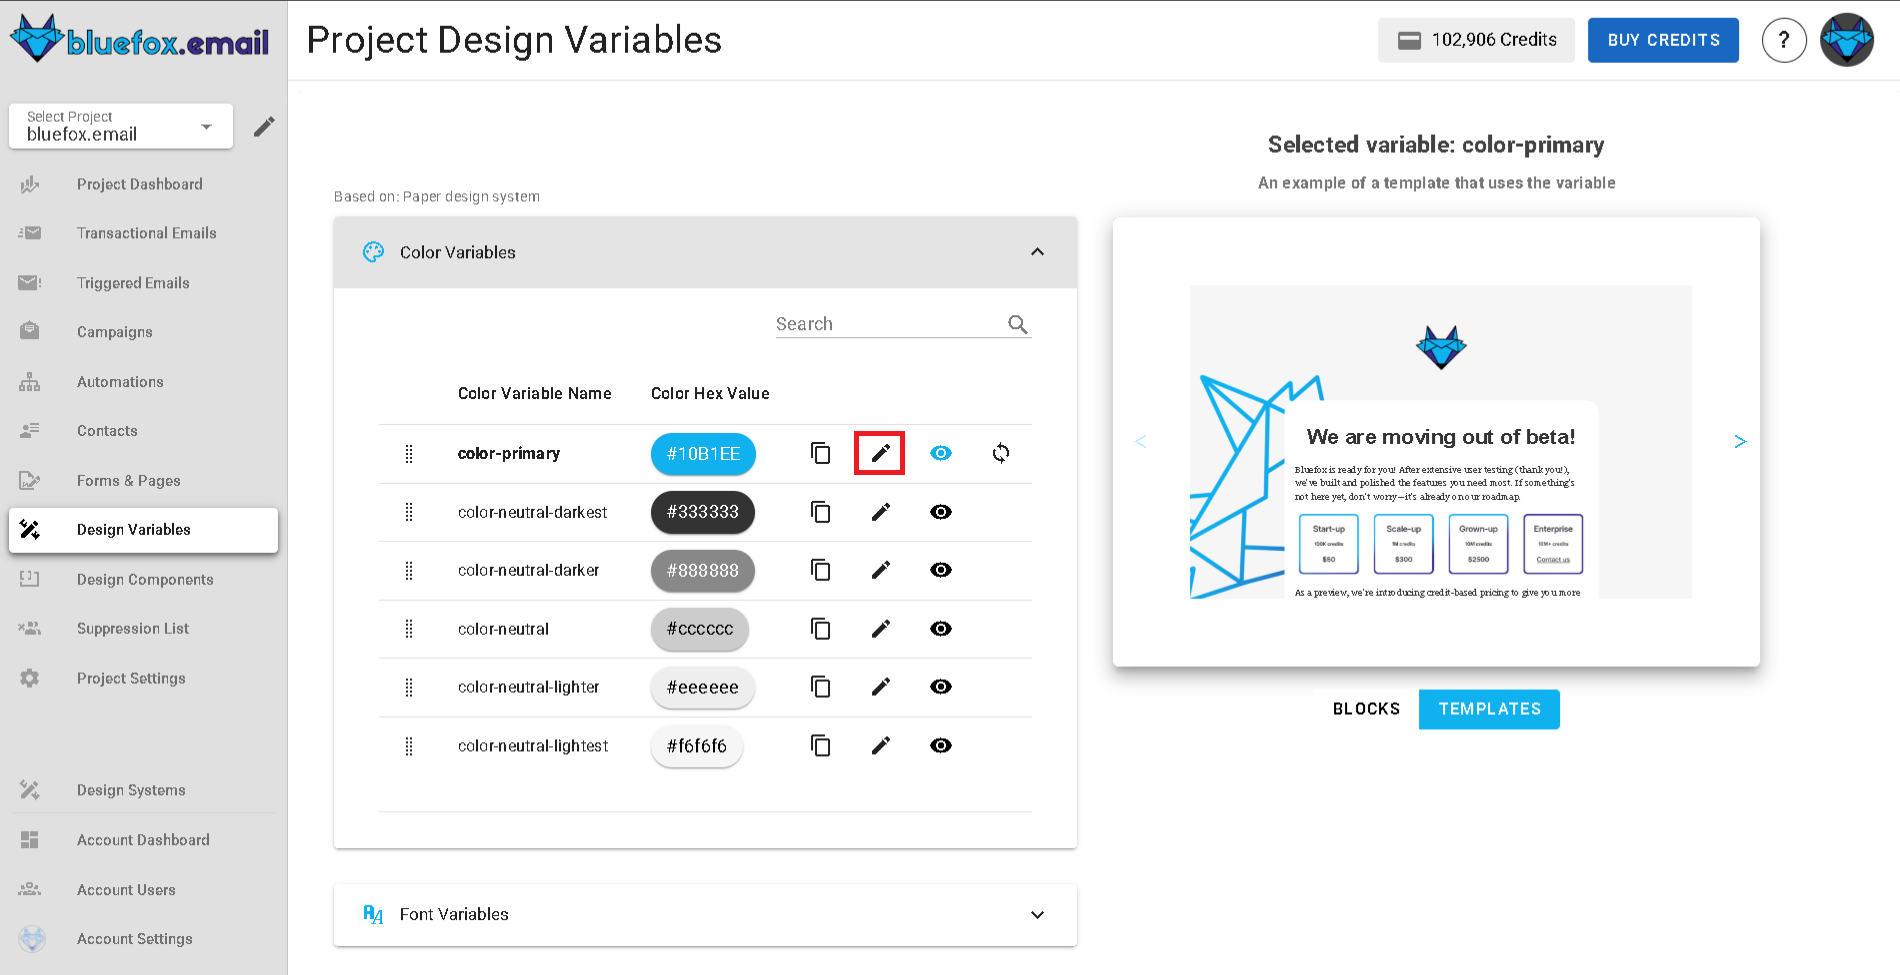 bluefox.email
Project Design Variables
102,906 Credits
BUY CREDITS
?
Select Project
bluefox.email
Project Dashboard
Transactional Emails
Triggered Emails
Campaigns
Automations
Contacts
Forms & Pages
Design Variables
Design Components
Suppression List
Project Settings
Design Systems
Account Dashboard
Account Users
Account Settings
Based on: Paper design system
Color Variables
Search
Color Variable Name Color Hex Value
color-primary #10B1EE
color-neutral-darkest #333333
color-neutral-darker #888888
color-neutral #cccccc
color-neutral-lighter #eeeeee
color-neutral-lightest #f6f6f6
Font Variables
Selected variable: color-primary
An example of a template that uses the variable
We are moving out of beta!
Bluefox is ready for you! After extensive user testing (thank you!),
we've built and polished the features you need most. If something's
not here yet, don't worry—it's already on our roadmap.
Start-up Scale-up Grown-up Enterprise
100K credits 1M credits 10M credits 10M+ credits
$50 $300 $2500 Contact us
As a preview, we're introducing credit-based pricing to give you more
< >
BLOCKS TEMPLATES